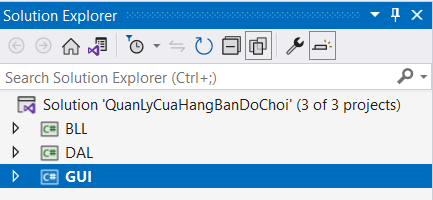 Solution Explorer
Search Solution Explorer (Ctrl+;)
Solution 'QuanLyCuaHangBanDoChoi' (3 of 3 projects)
C# BLL
C# DAL
C# GUI